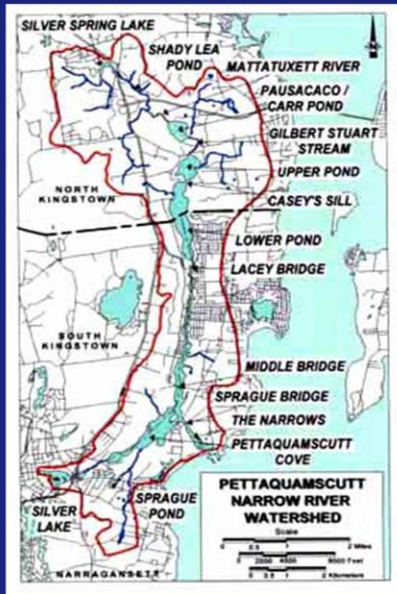 SILVER SPRING LAKE
SHADY LEA
POND
MATTATUXETT RIVER
PAUSACACO /
CARR POND
GILBERT STUART
STREAM
UPPER POND
NORTH
KINGSTOWN
CASEY'S SILL
LOWER POND
LACEY BRIDGE
SOUTH
KINGSTOWN
MIDDLE BRIDGE
SPRAGUE BRIDGE
THE NARROWS
PETTAQUAMSCUTT
COVE
SILVER
LAKE
SPRAGUE
POND
NARRAGANSETT
PETTAQUAMSCUTT
NARROW RIVER
WATERSHED
Scale
2 Miles
8000 Feet
2 Kilometers